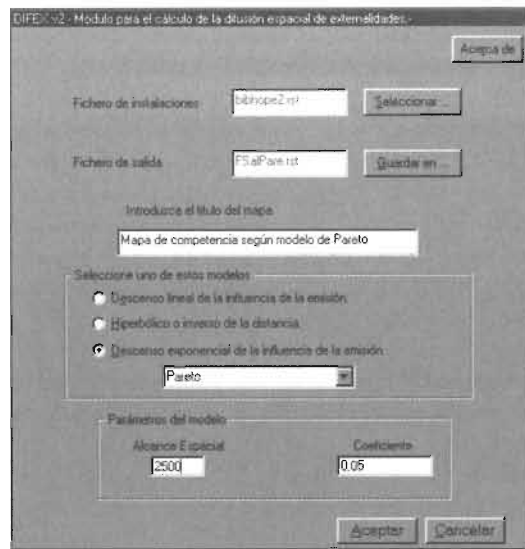 DIFEX v2 - Módulo para el cálculo de la difusión espacial de externalidades.-
Acerca de
Fichero de instalaciones
bibhope2.rst
Seleccionar ...
Fichero de salida
FSalPare.rst
Guardar en ...
Introduzca el título del mapa
Mapa de competencia según modelo de Pareto
Seleccione uno de estos modelos
Descenso lineal de la influencia de la emisión.
Hiperbólico o inverso de la distancia.
Descenso exponencial de la influencia de la emisión
Pareto
Parámetros del modelo
Alcance Espacial
Coeficiente
2500
0.05
Aceptar
Cancelar